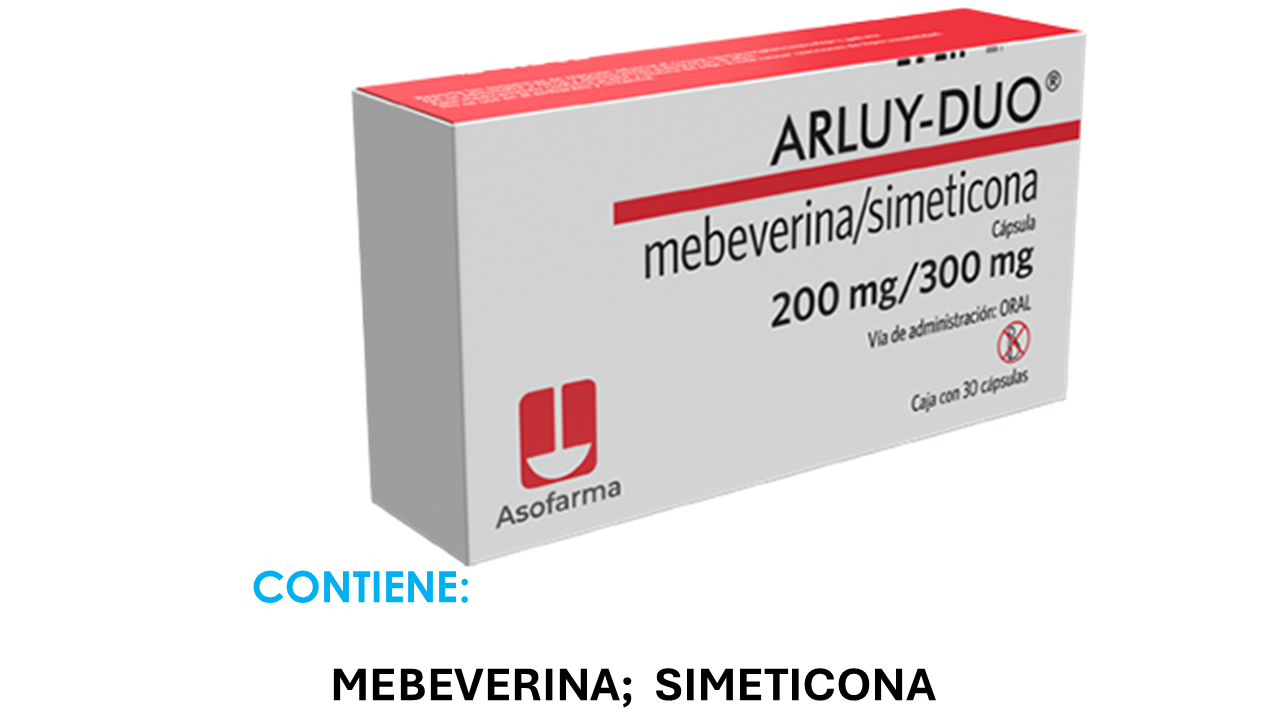 ARLUY-DUO®
mebeverina/simeticona
Cápsula
200 mg/300 mg
Vía de administración: ORAL
Caja con 30 cápsulas
Asofarma
CONTIENE:
MEBEVERINA; SIMETICONA